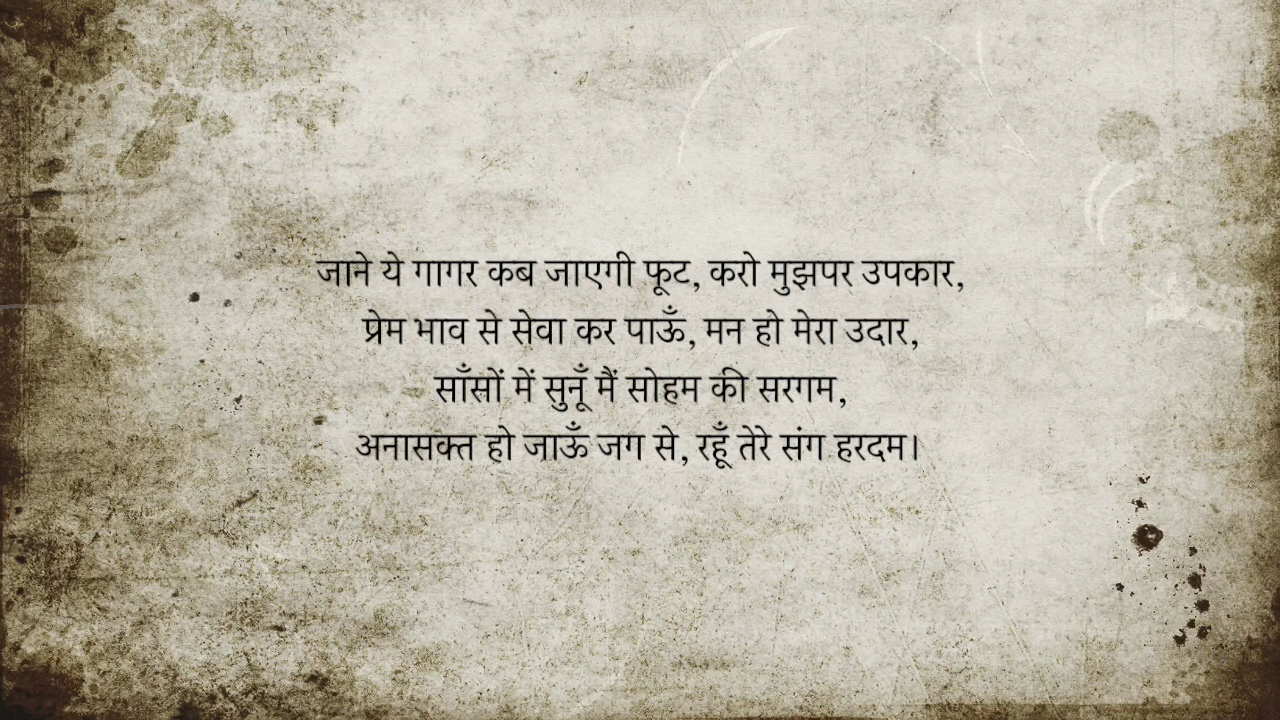 जाने ये गागर कब जाएगी फूट, करो मुझपर उपकार,
प्रेम भाव से सेवा कर पाऊँ, मन हो मेरा उदार,
साँसों में सुनूँ मैं सोहम की सरगम,
अनासक्त हो जाऊँ जग से, रहूँ तेरे संग हरदम।